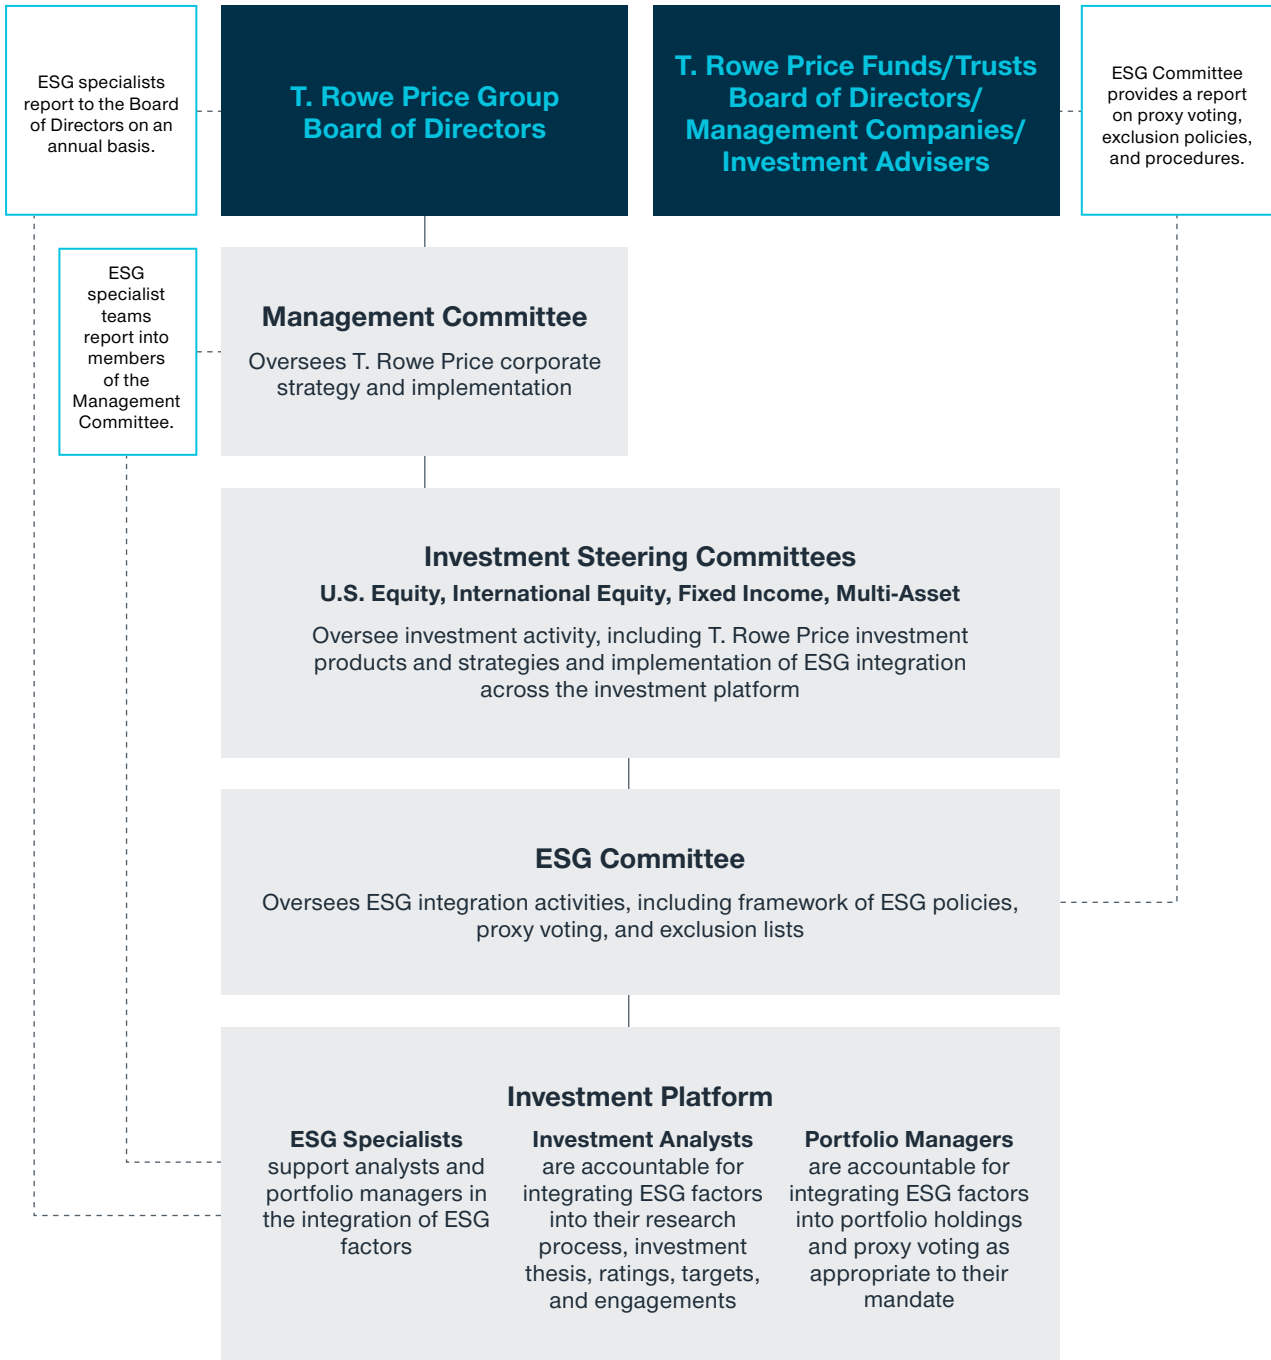 ESG specialists
report to the Board
of Directors on an
annual basis.
T. Rowe Price Group
Board of Directors
T. Rowe Price Funds/Trusts
Board of Directors/
Management Companies/
Investment Advisers
ESG Committee
provides a report
on proxy voting,
exclusion policies,
and procedures.
ESG
specialist
teams
report into
members
of the
Management
Committee.
Management Committee
Oversees T. Rowe Price corporate
strategy and implementation
Investment Steering Committees
U.S. Equity, International Equity, Fixed Income, Multi-Asset
Oversee investment activity, including T. Rowe Price investment
products and strategies and implementation of ESG integration
across the investment platform
ESG Committee
Oversees ESG integration activities, including framework of ESG policies,
proxy voting, and exclusion lists
Investment Platform
ESG Specialists
support analysts and
portfolio managers in
the integration of ESG
factors
Investment Analysts
are accountable for
integrating ESG factors
into their research
process, investment
thesis, ratings, targets,
and engagements
Portfolio Managers
are accountable for
integrating ESG factors
into portfolio holdings
and proxy voting as
appropriate to their
mandate